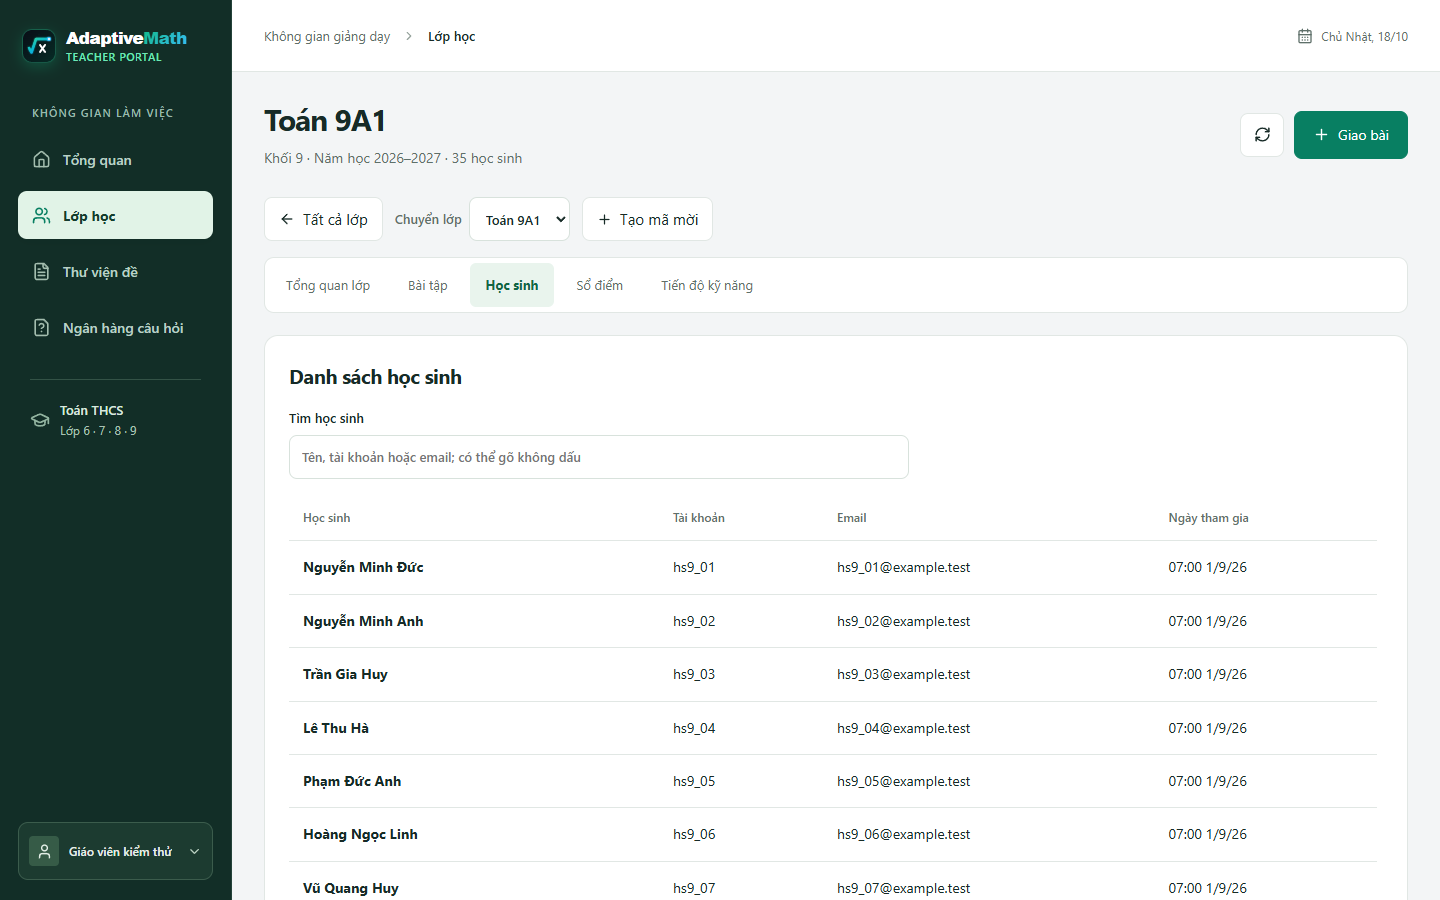 AdaptiveMath
TEACHER PORTAL
KHÔNG GIAN LÀM VIỆC
Tổng quan
Lớp học
Thư viện đề
Ngân hàng câu hỏi
Toán THCS
Lớp 6 · 7 · 8 · 9
Giáo viên kiểm thử
Không gian giảng dạy > Lớp học
Chủ Nhật, 18/10
Toán 9A1
Khối 9 · Năm học 2026–2027 · 35 học sinh
+ Giao bài
← Tất cả lớp Chuyển lớp Toán 9A1 + Tạo mã mời
Tổng quan lớp Bài tập Học sinh Sổ điểm Tiến độ kỹ năng
Danh sách học sinh
Tìm học sinh
Tên, tài khoản hoặc email; có thể gõ không dấu
Học sinh Tài khoản Email Ngày tham gia
Nguyễn Minh Đức hs9_01 hs9_01@example.test 07:00 1/9/26
Nguyễn Minh Anh hs9_02 hs9_02@example.test 07:00 1/9/26
Trần Gia Huy hs9_03 hs9_03@example.test 07:00 1/9/26
Lê Thu Hà hs9_04 hs9_04@example.test 07:00 1/9/26
Phạm Đức Anh hs9_05 hs9_05@example.test 07:00 1/9/26
Hoàng Ngọc Linh hs9_06 hs9_06@example.test 07:00 1/9/26
Vũ Quang Huy hs9_07 hs9_07@example.test 07:00 1/9/26